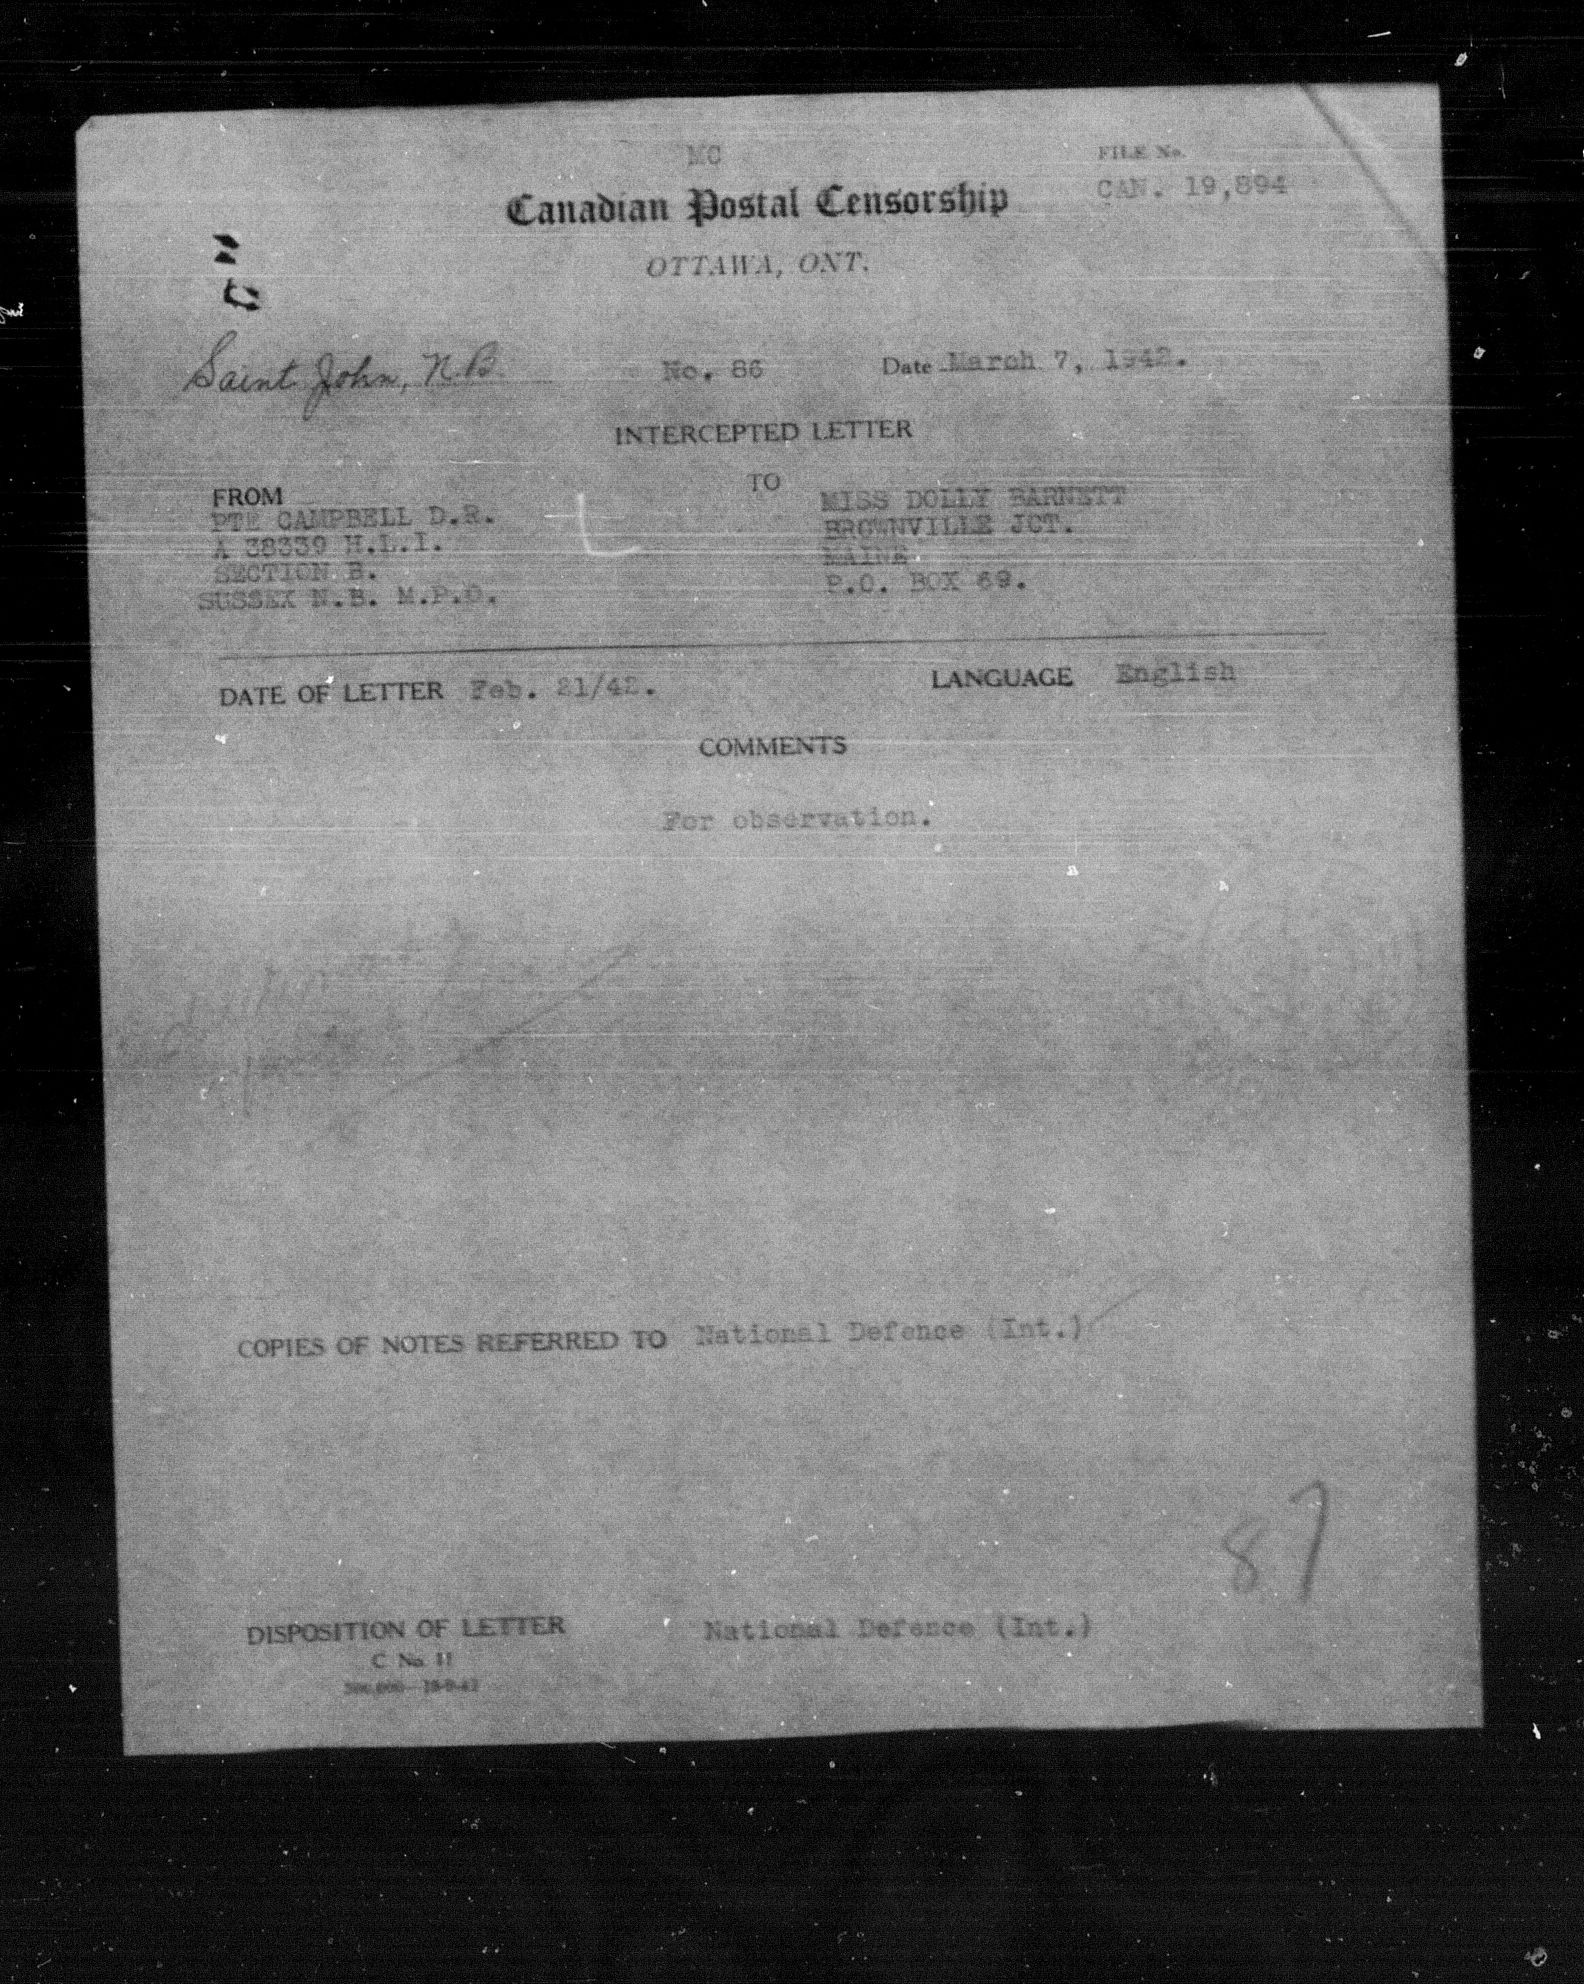 MC
FILE No.
CAN. 19,894
Canadian Postal Censorship
OTTAWA, ONT.
Saint John, N.B. No. 86 Date March 7, 1942.
INTERCEPTED LETTER
FROM
PTE CAMPBELL D.R.
A 38339 H.L.I.
SECTION B.
SUSSEX N.B. M.P.O.
TO
MISS DOLLY BARNETT
BROWNVILLE JCT.
MAINE.
P.O. BOX 69.
DATE OF LETTER Feb. 21/42. LANGUAGE English
COMMENTS
For observation.
COPIES OF NOTES REFERRED TO National Defence (Int.)
87
DISPOSITION OF LETTER National Defence (Int.)
C No. 11